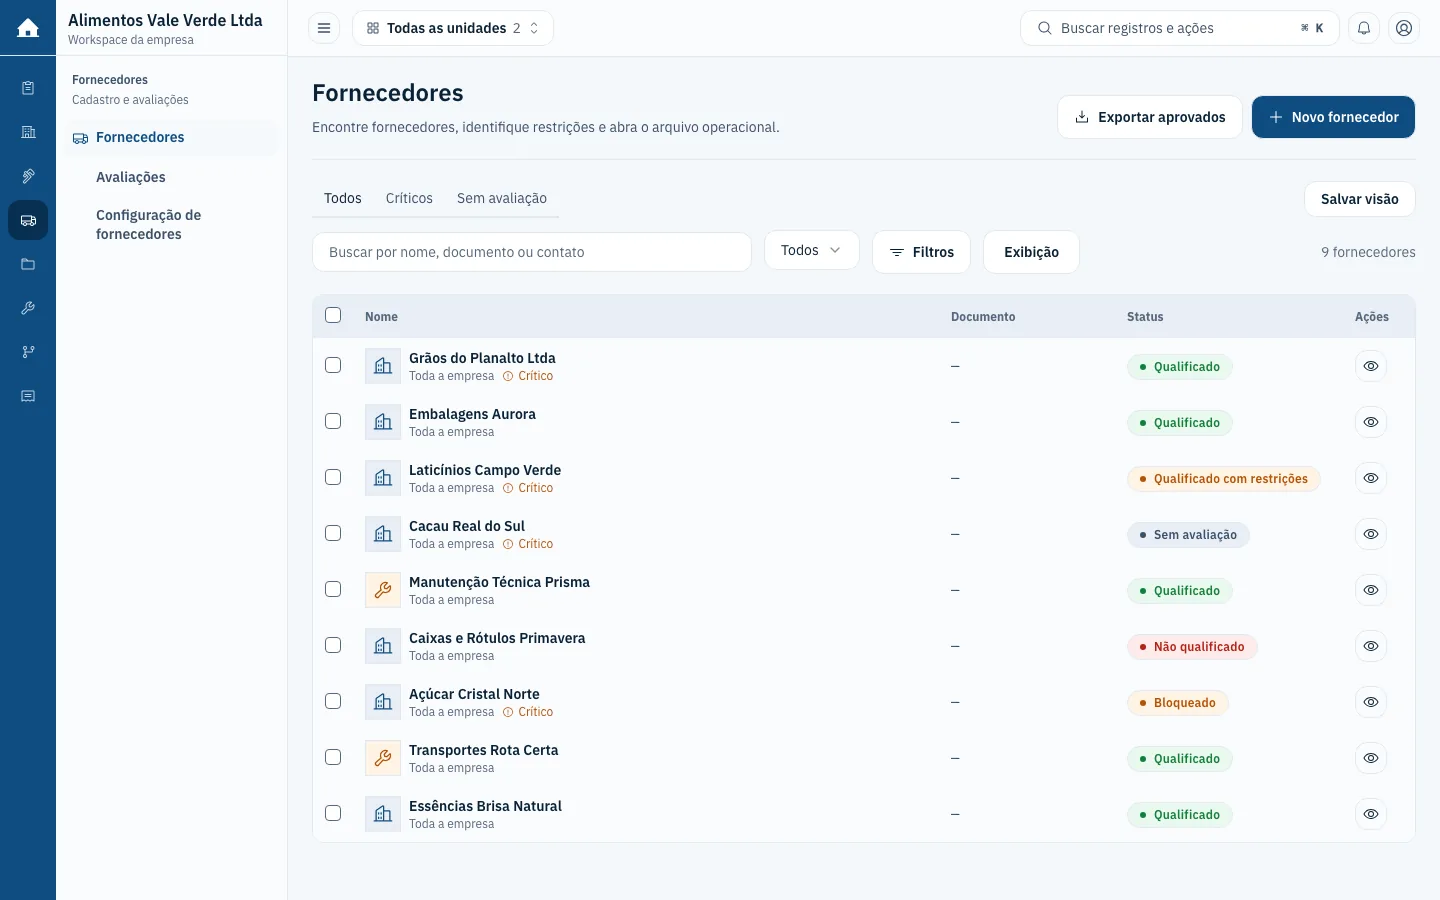 Alimentos Vale Verde Ltda
Workspace da empresa
Todas as unidades 2
Buscar registros e ações ⌘ K
Fornecedores
Cadastro e avaliações
Fornecedores
Avaliações
Configuração de
fornecedores
Fornecedores
Encontre fornecedores, identifique restrições e abra o arquivo operacional.
Exportar aprovados
Novo fornecedor
Todos Críticos Sem avaliação
Salvar visão
Buscar por nome, documento ou contato
Todos
Filtros
Exibição
9 fornecedores
Nome Documento Status Ações
Grãos do Planalto Ltda
Toda a empresa Crítico
– Qualificado
Embalagens Aurora
Toda a empresa
– Qualificado
Laticínios Campo Verde
Toda a empresa Crítico
– Qualificado com restrições
Cacau Real do Sul
Toda a empresa Crítico
– Sem avaliação
Manutenção Técnica Prisma
Toda a empresa
– Qualificado
Caixas e Rótulos Primavera
Toda a empresa
– Não qualificado
Açúcar Cristal Norte
Toda a empresa Crítico
– Bloqueado
Transportes Rota Certa
Toda a empresa
– Qualificado
Essências Brisa Natural
Toda a empresa
– Qualificado